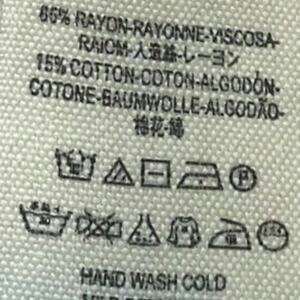 85% RAYON-RAYONNE-VISCOSA-
RAIOM-人造絲-レーヨン
15% COTTON-COTON-ALGODÓN-
COTONE-BAUMWOLLE-ALGODÃO-
棉花-綿
HAND WASH COLD